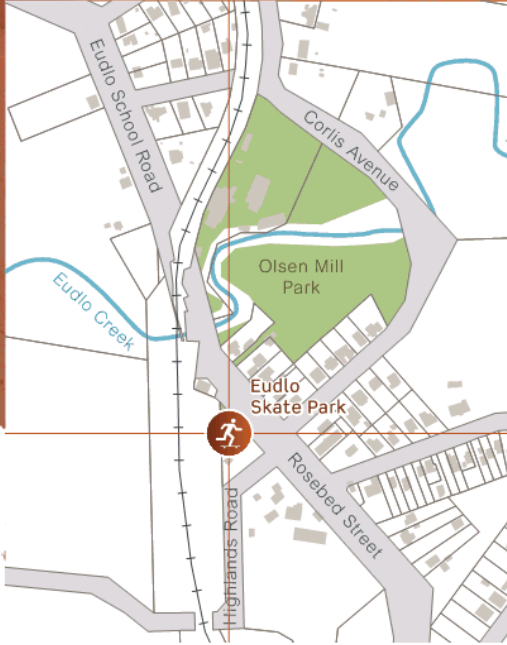 Eudlo School Road
Corlis Avenue
Olsen Mill
Park
Eudlo Creek
Eudlo
Skate Park
Rosebed Street
Highlands Road